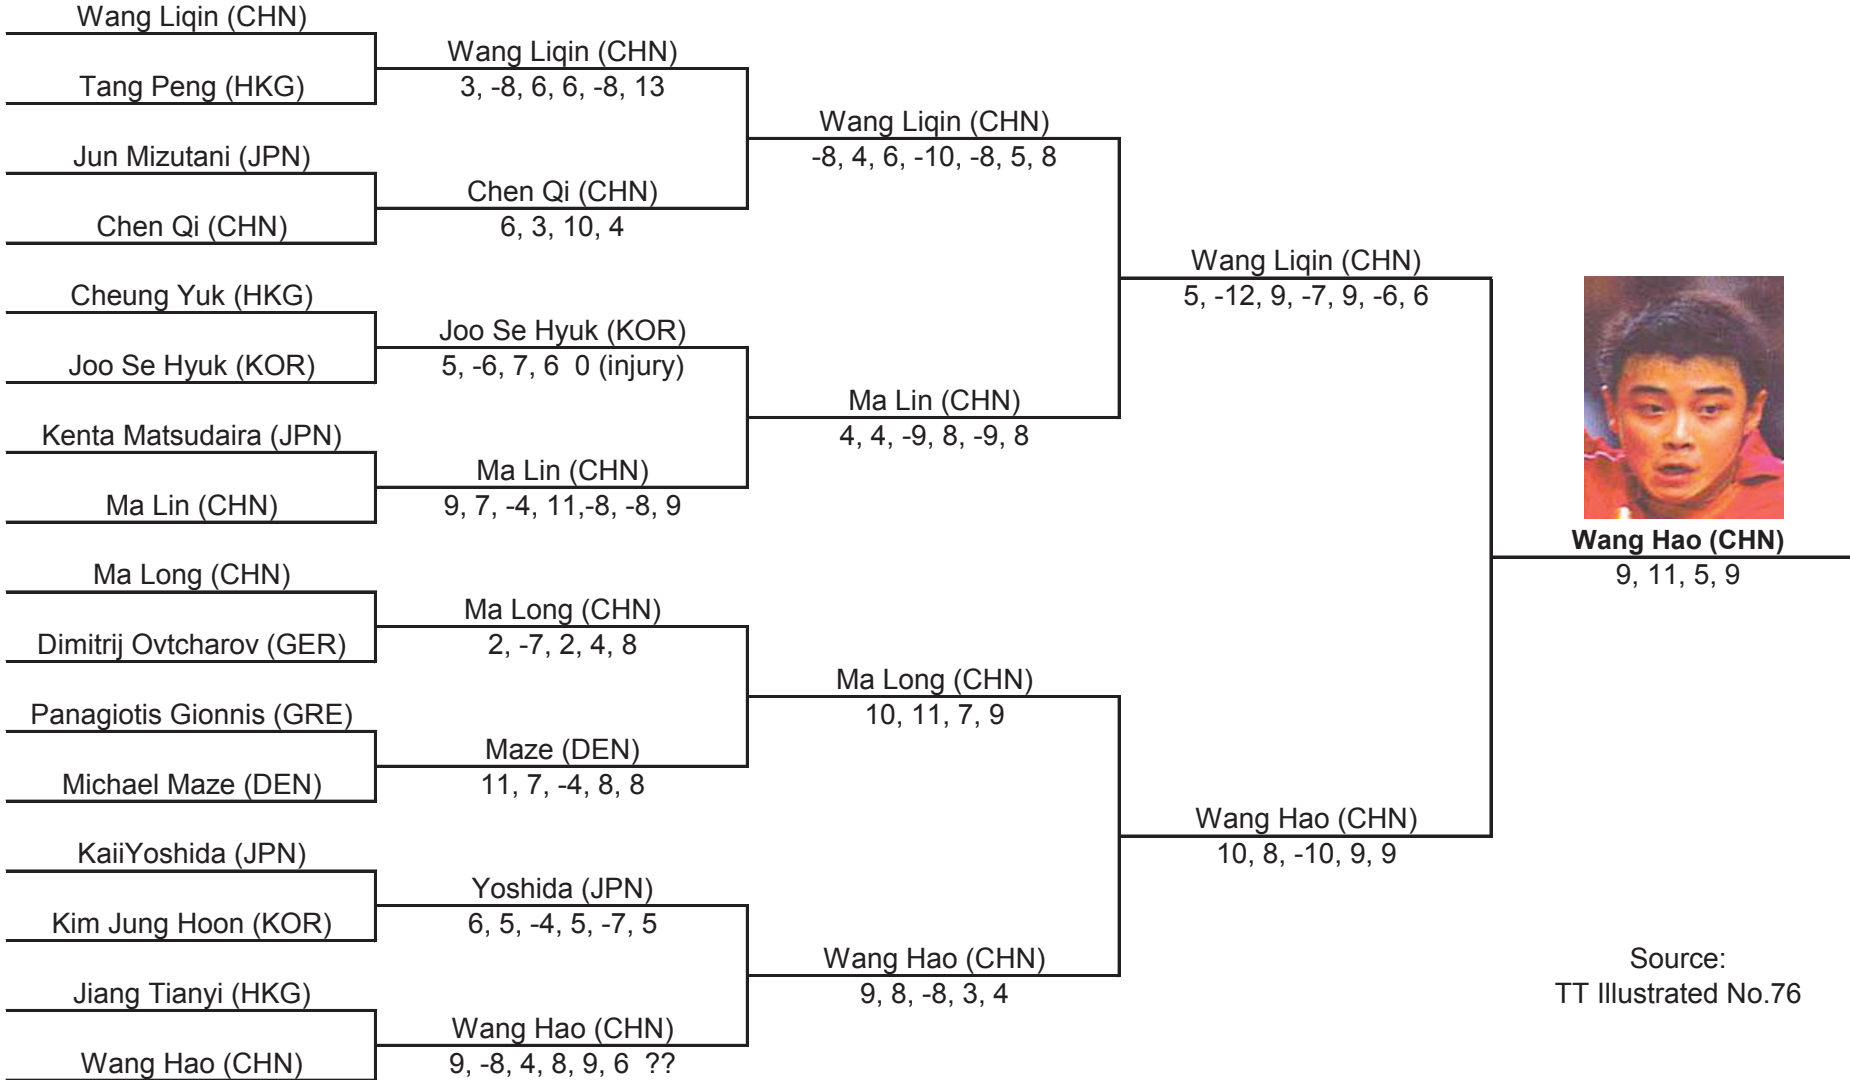 Wang Liqin (CHN)
Tang Peng (HKG)
Jun Mizutani (JPN)
Chen Qi (CHN)
Cheung Yuk (HKG)
Joo Se Hyuk (KOR)
Kenta Matsudaira (JPN)
Ma Lin (CHN)
Ma Long (CHN)
Dimitrij Ovtcharov (GER)
Panagiotis Gionnis (GRE)
Michael Maze (DEN)
KaiiYoshida (JPN)
Kim Jung Hoon (KOR)
Jiang Tianyi (HKG)
Wang Hao (CHN)
Wang Liqin (CHN)
3, -8, 6, 6, -8, 13
Chen Qi (CHN)
6, 3, 10, 4
Joo Se Hyuk (KOR)
5, -6, 7, 6  0 (injury)
Ma Lin (CHN)
9, 7, -4, 11,-8, -8, 9
Ma Long (CHN)
2, -7, 2, 4, 8
Maze (DEN)
11, 7, -4, 8, 8
Yoshida (JPN)
6, 5, -4, 5, -7, 5
Wang Hao (CHN)
9, -8, 4, 8, 9, 6  ??
Wang Liqin (CHN)
-8, 4, 6, -10, -8, 5, 8
Ma Lin (CHN)
4, 4, -9, 8, -9, 8
Ma Long (CHN)
10, 11, 7, 9
Wang Hao (CHN)
9, 8, -8, 3, 4
Wang Liqin (CHN)
5, -12, 9, -7, 9, -6, 6
Wang Hao (CHN)
10, 8, -10, 9, 9
Wang Hao (CHN)
9, 11, 5, 9
Source:
TT Illustrated No.76